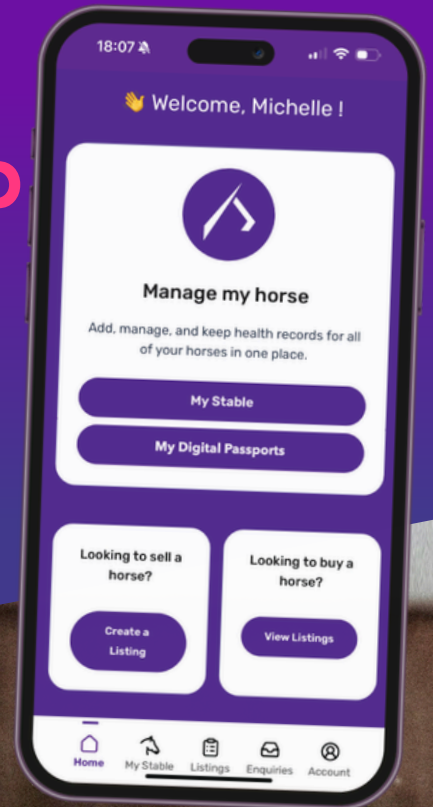 18:07
👋 Welcome, Michelle !
Manage my horse
Add, manage, and keep health records for all
of your horses in one place.
My Stable
My Digital Passports
Looking to sell a
horse?
Looking to buy a
horse?
Create a
Listing
View Listings
Home
My Stable
Listings
Enquiries
Account